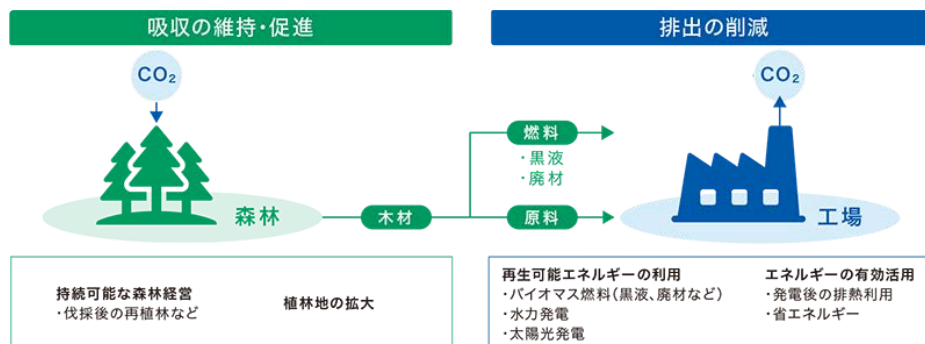 吸収の維持・促進
排出の削減
CO₂
CO₂
燃料
・黒液
・廃材
森林
木材
原料
工場
持続可能な森林経営
・伐採後の再植林など
植林地の拡大
再生可能エネルギーの利用
・バイオマス燃料（黒液、廃材など）
・水力発電
・太陽光発電
エネルギーの有効活用
・発電後の排熱利用
・省エネルギー